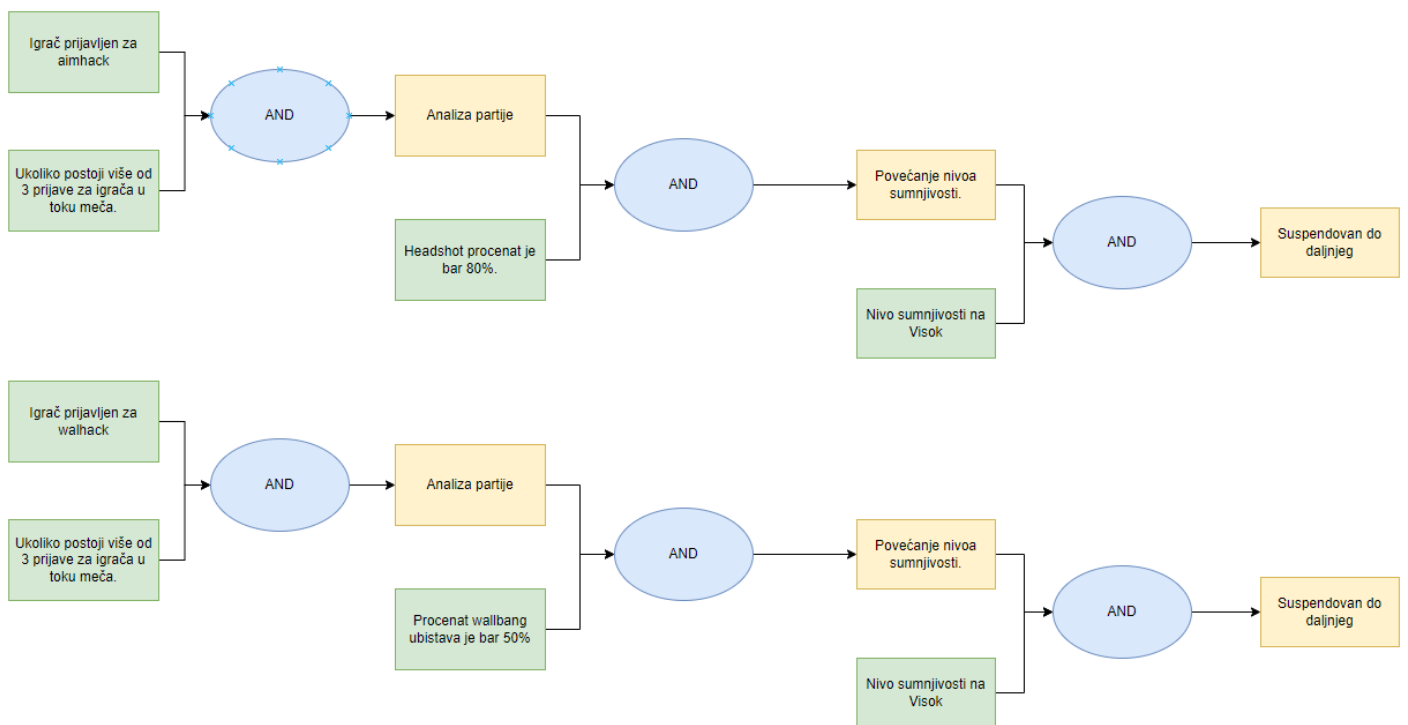 Igrač prijavljen za
aimhack
AND
Analiza partije
Ukoliko postoji više od
3 prijave za igrača u
toku meča.
AND
Headshot procenat je
bar 80%.
Povećanje nivoa
sumnjivosti.
AND
Suspendovan do
daljnjeg
Nivo sumnjivosti na
Visok
Igrač prijavljen za
walhack
AND
Analiza partije
Ukoliko postoji više od
3 prijave za igrača u
toku meča.
AND
Procenat wallbang
ubistava je bar 50%
Povećanje nivoa
sumnjivosti.
AND
Suspendovan do
daljnjeg
Nivo sumnjivosti na
Visok